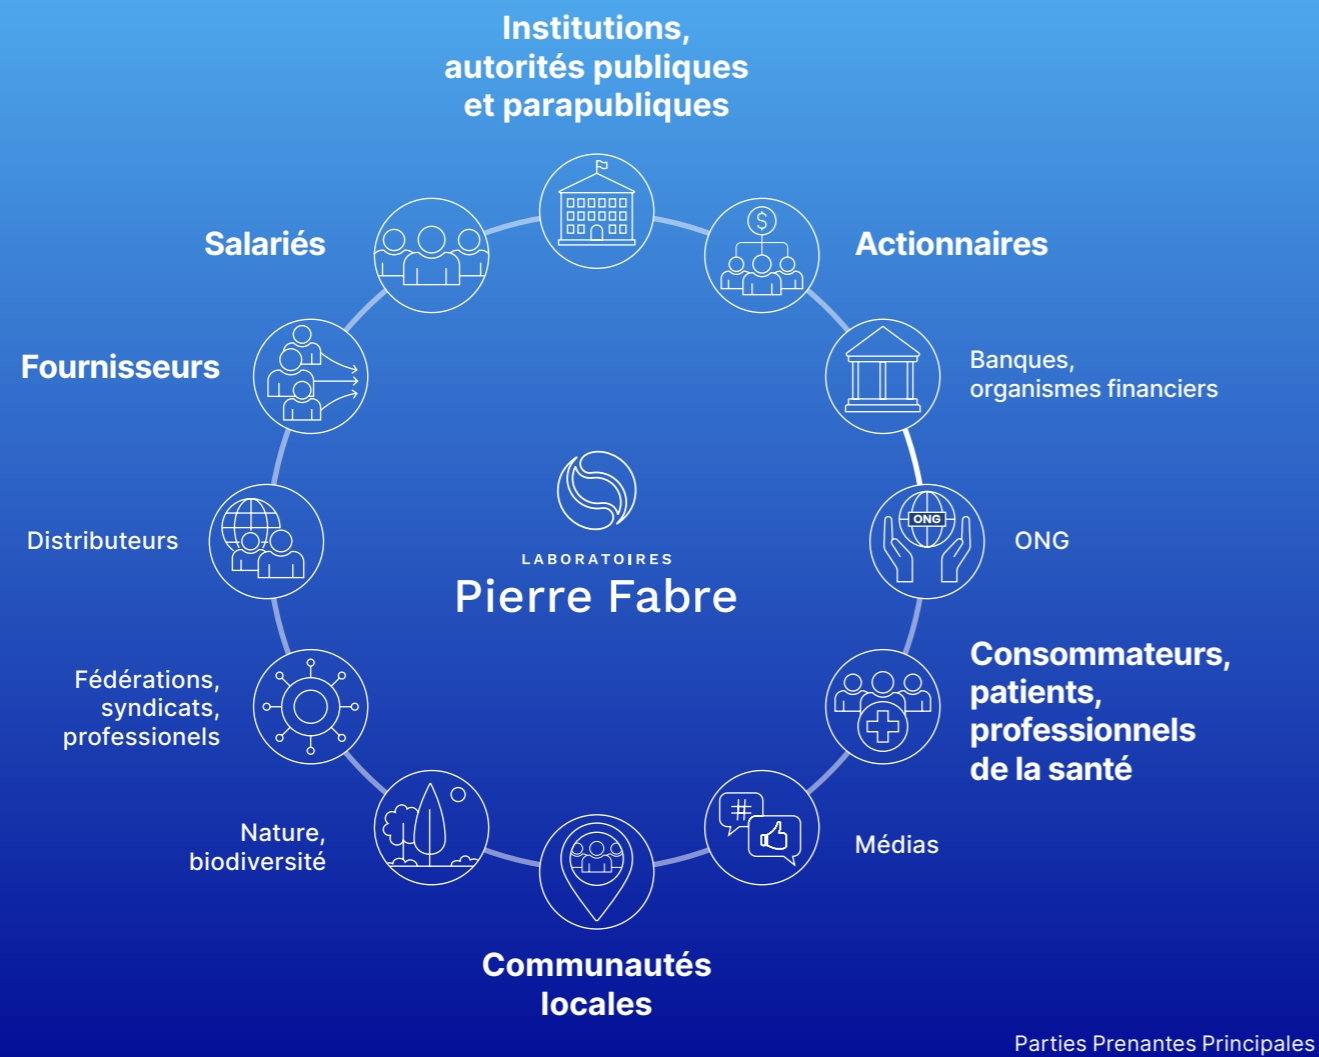 Institutions,
autorités publiques
et parapubliques
Salariés
Actionnaires
Fournisseurs
Banques,
organismes financiers
Distributeurs
ONG
ONG
LABORATOIRES
Pierre Fabre
Fédérations,
syndicats,
professionels
Consommateurs,
patients,
professionnels
de la santé
Nature,
biodiversité
Médias
Communautés
locales
Parties Prenantes Principales